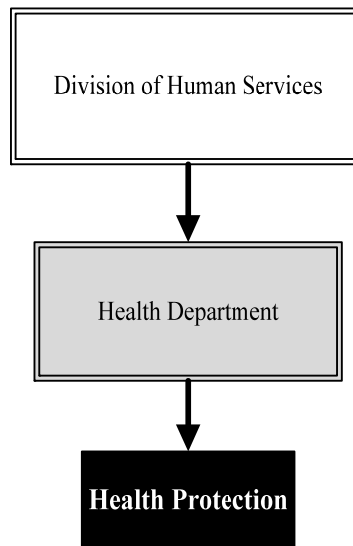 Division of Human Services
Health Department
Health Protection